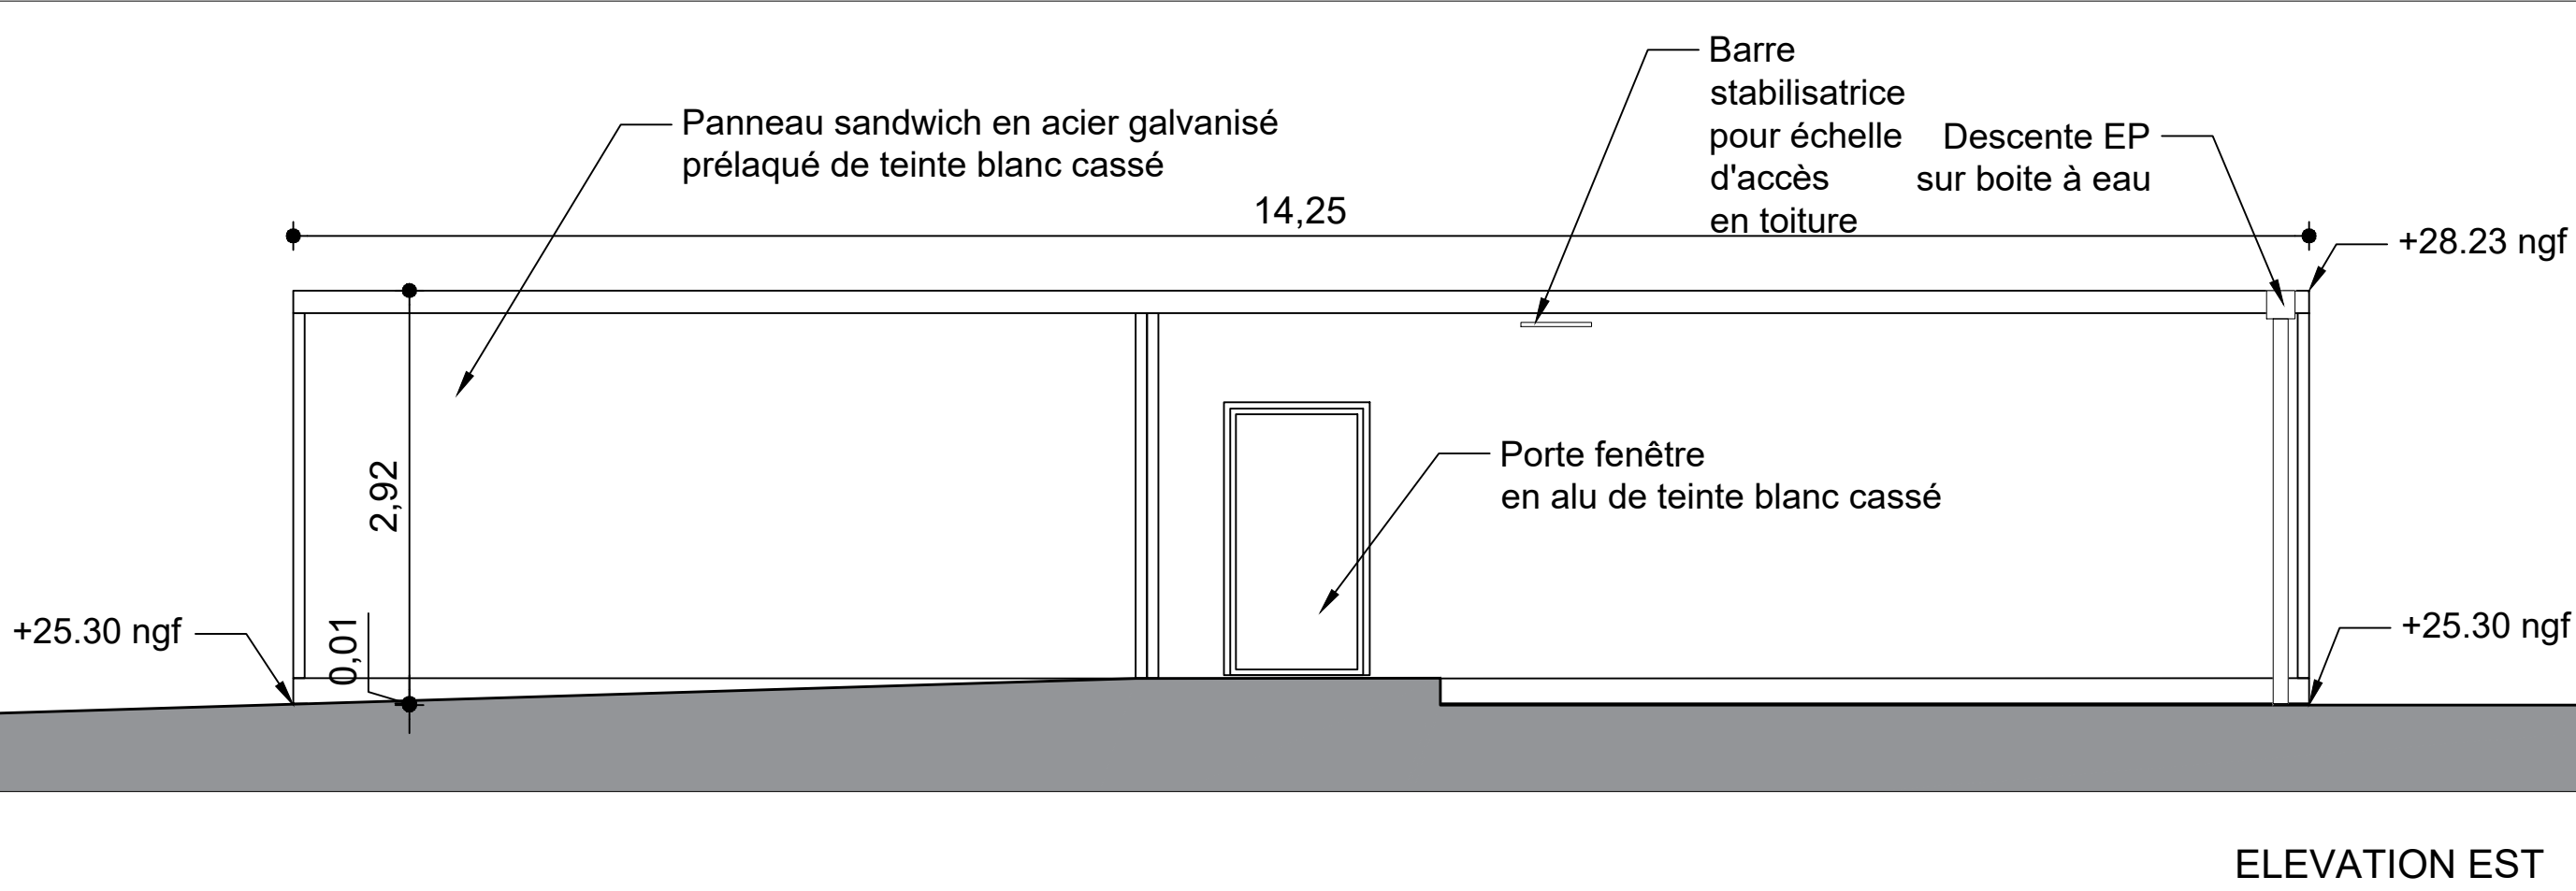 Barre
stabilisatrice
pour échelle
d'accès
en toiture
Panneau sandwich en acier galvanisé
prélaqué de teinte blanc cassé
Descente EP
sur boite à eau
14,25
+28.23 ngf
2,92
Porte fenêtre
en alu de teinte blanc cassé
+25.30 ngf
0,01
+25.30 ngf
ELEVATION EST